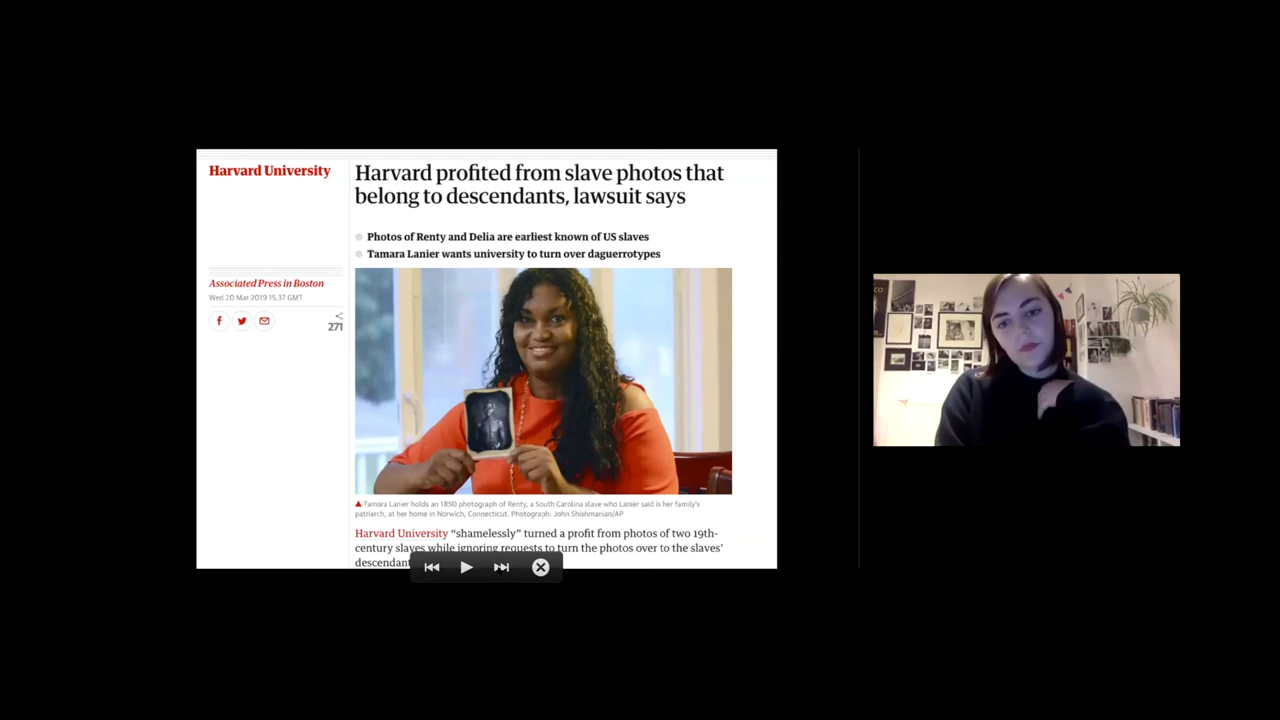 Harvard University
Harvard profited from slave photos that
belong to descendants, lawsuit says
Photos of Renty and Delia are earliest known of US slaves
Tamara Lanier wants university to turn over daguerrotypes
Associated Press in Boston
Wed 20 Mar 2019 15.37 GMT
271
Tamara Lanier holds an 1850 photograph of Renty, a South Carolina slave who Lanier said is her family's
patriarch, at her home in Norwich, Connecticut. Photograph: John Shishmanian/AP
Harvard University “shamelessly” turned a profit from photos of two 19th-
century slaves while ignoring requests to turn the photos over to the slaves’
descendant